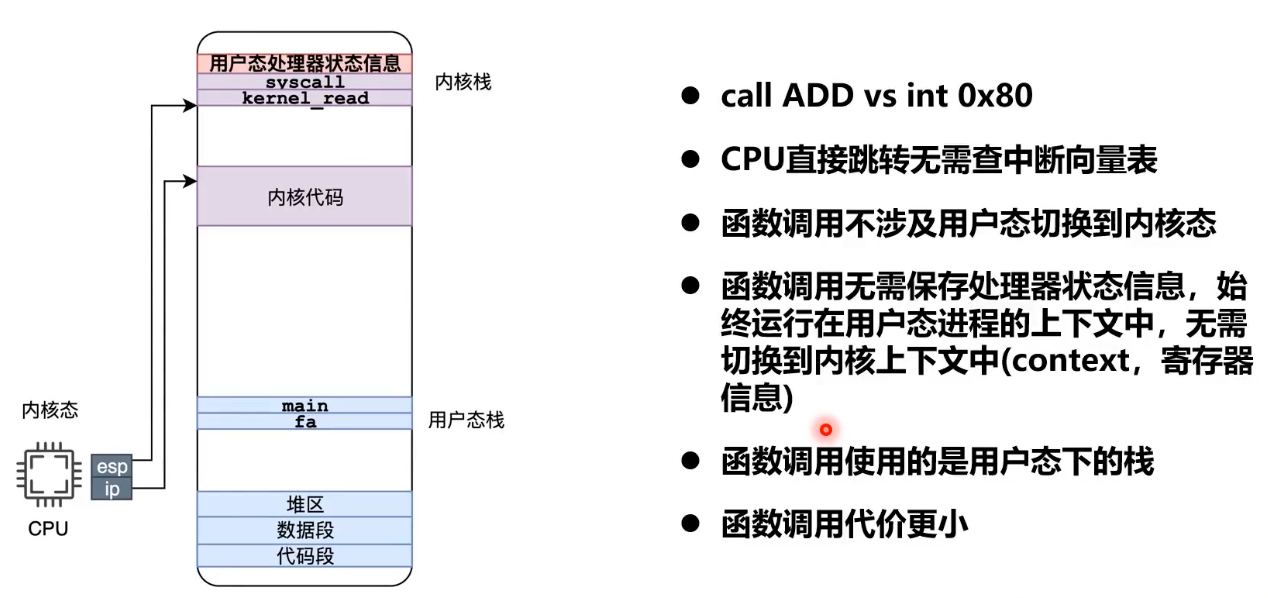 用户态处理器状态信息
syscall
kernel_read
内核栈
内核代码
main
fa
用户态栈
内核态
esp
ip
CPU
堆区
数据段
代码段
● call ADD vs int 0x80
● CPU直接跳转无需查中断向量表
● 函数调用不涉及用户态切换到内核态
● 函数调用无需保存处理器状态信息，始
终运行在用户态进程的上下文中，无需
切换到内核上下文中(context，寄存器
信息)
● 函数调用使用的是用户态下的栈
● 函数调用代价更小